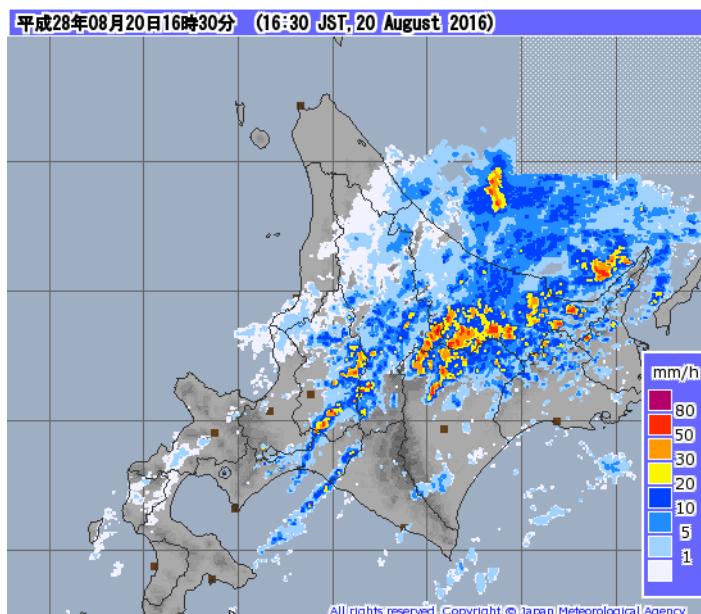 平成28年08月20日16時30分 (16:30 JST, 20 August 2016)
mm/h
80
50
30
20
10
5
1
All rights reserved. Copyright © Japan Meteorological Agency